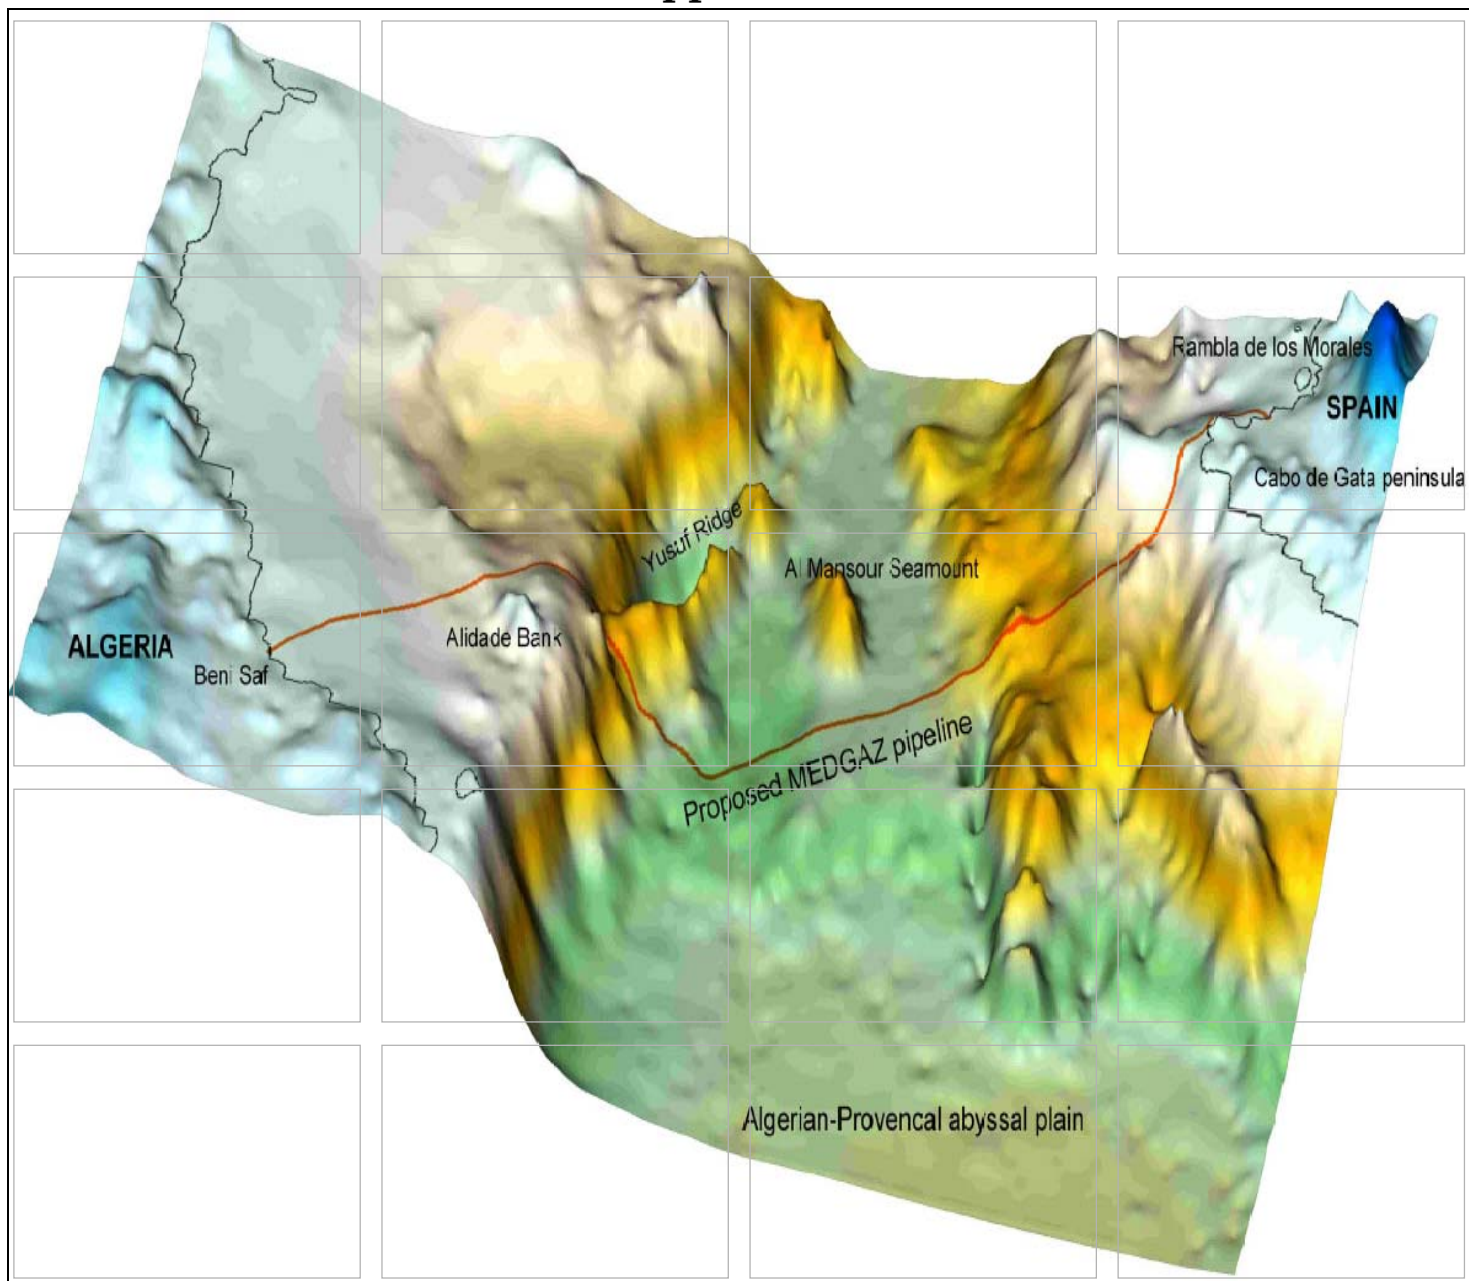 Rambla de los Morales
SPAIN
Cabo de Gata peninsula
Yusuf Ridge
Al Mansour Seamount
ALGERIA
Alidade Bank
Beni Saf
Proposed MEDGAZ pipeline
Algerian-Provencal abyssal plain